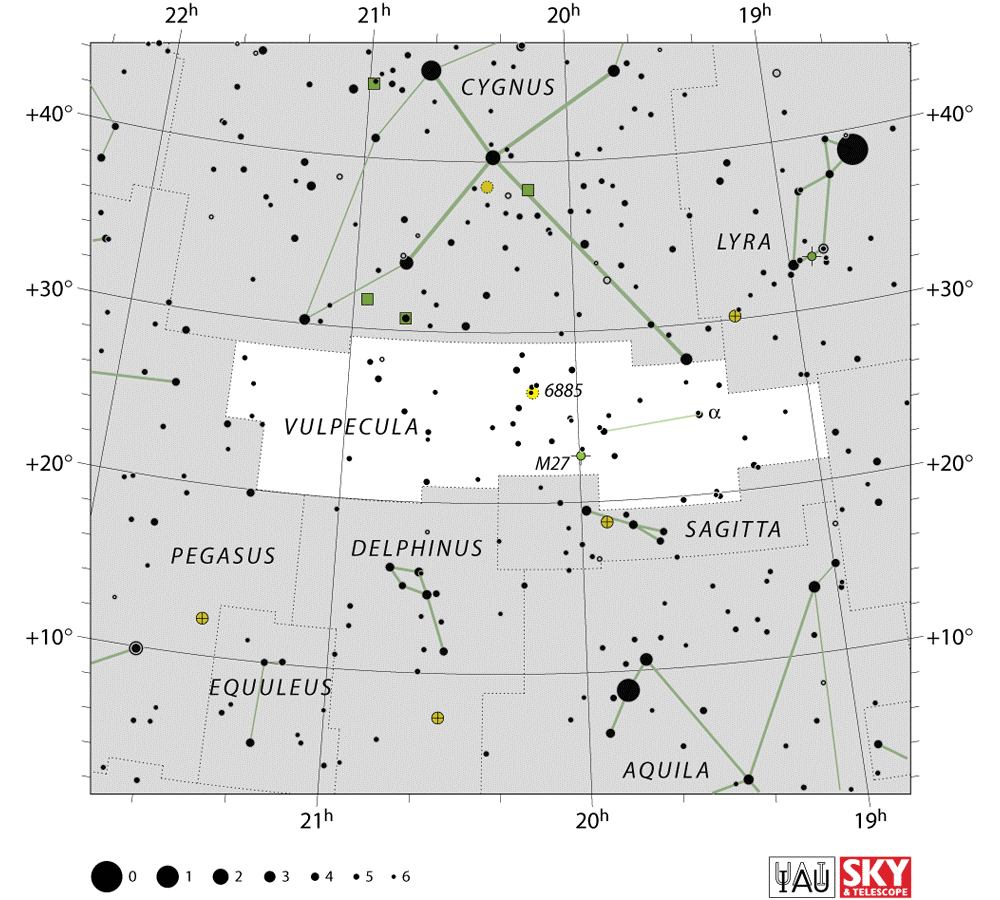 22h 21h 20h 19h
CYGNUS
+40° +40°
LYRA
+30° +30°
6885
α
VULPECULA
+20° M27 +20°
SAGITTA
DELPHINUS
PEGASUS
+10° +10°
EQUULEUS
AQUILA
21h 20h 19h
0 1 2 3 4 5 6
IAU
SKY
& TELESCOPE